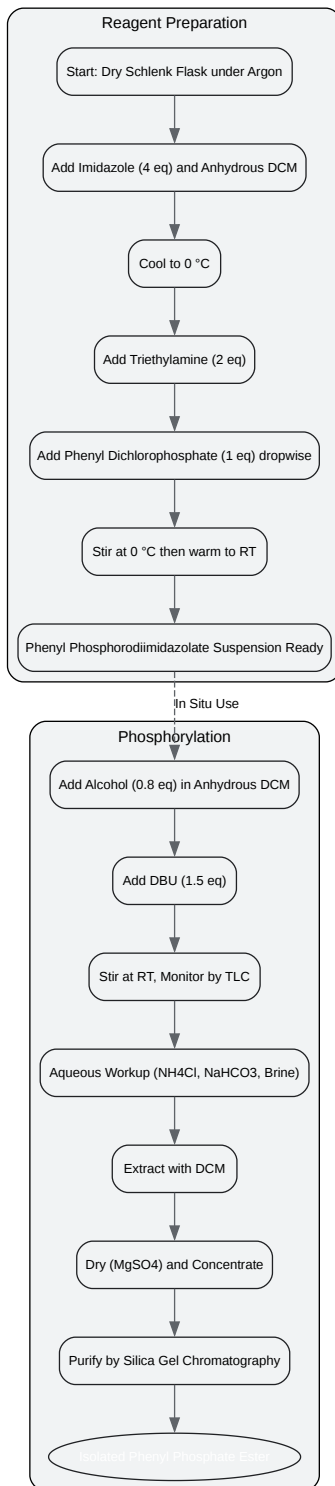 Reagent Preparation
Start: Dry Schlenk Flask under Argon
Add Imidazole (4 eq) and Anhydrous DCM
Cool to 0 °C
Add Triethylamine (2 eq)
Add Phenyl Dichlorophosphate (1 eq) dropwise
Stir at 0 °C then warm to RT
Phenyl Phosphorodiimidazolate Suspension Ready
In Situ Use
Phosphorylation
Add Alcohol (0.8 eq) in Anhydrous DCM
Add DBU (1.5 eq)
Stir at RT, Monitor by TLC
Aqueous Workup (NH4Cl, NaHCO3, Brine)
Extract with DCM
Dry (MgSO4) and Concentrate
Purify by Silica Gel Chromatography
Isolated Phenyl Phosphate Ester